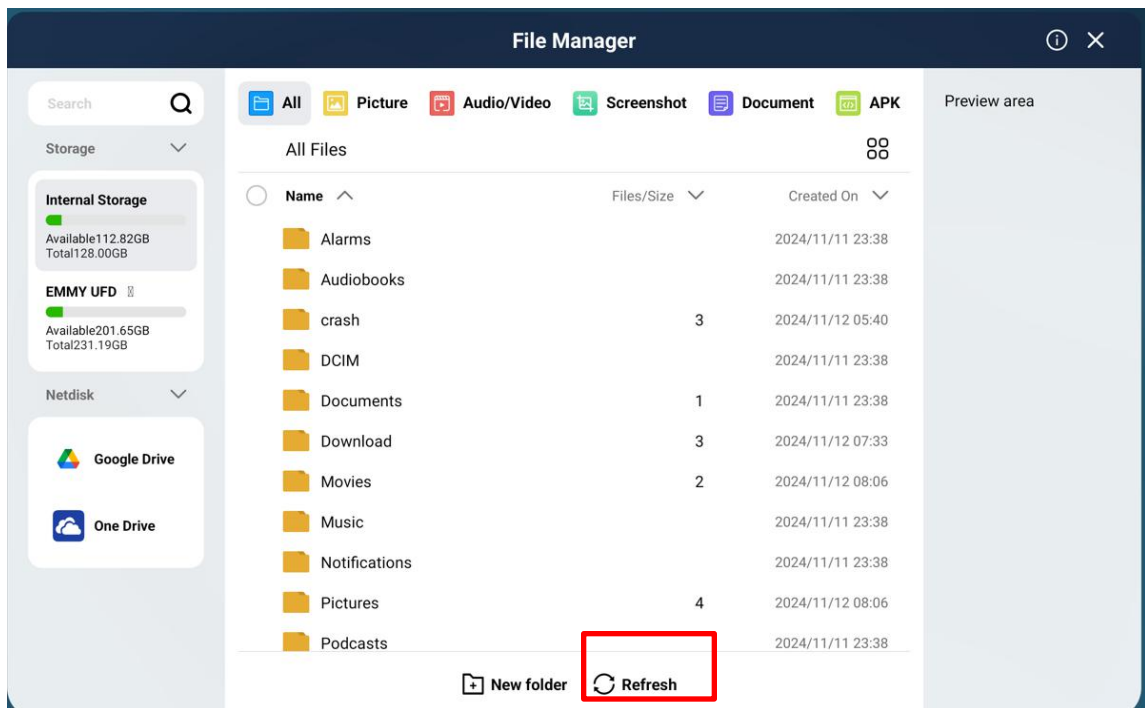 File Manager
Search
All Picture Audio/Video Screenshot Document APK
Preview area
Storage
All Files
Internal Storage
Available112.82GB
Total128.00GB
EMMY UFD
Available201.65GB
Total231.19GB
Netdisk
Google Drive
One Drive
Name Files/Size Created On
Alarms 2024/11/11 23:38
Audiobooks 2024/11/11 23:38
crash 3 2024/11/12 05:40
DCIM 2024/11/11 23:38
Documents 1 2024/11/11 23:38
Download 3 2024/11/12 07:33
Movies 2 2024/11/12 08:06
Music 2024/11/11 23:38
Notifications 2024/11/11 23:38
Pictures 4 2024/11/12 08:06
Podcasts 2024/11/11 23:38
New folder Refresh